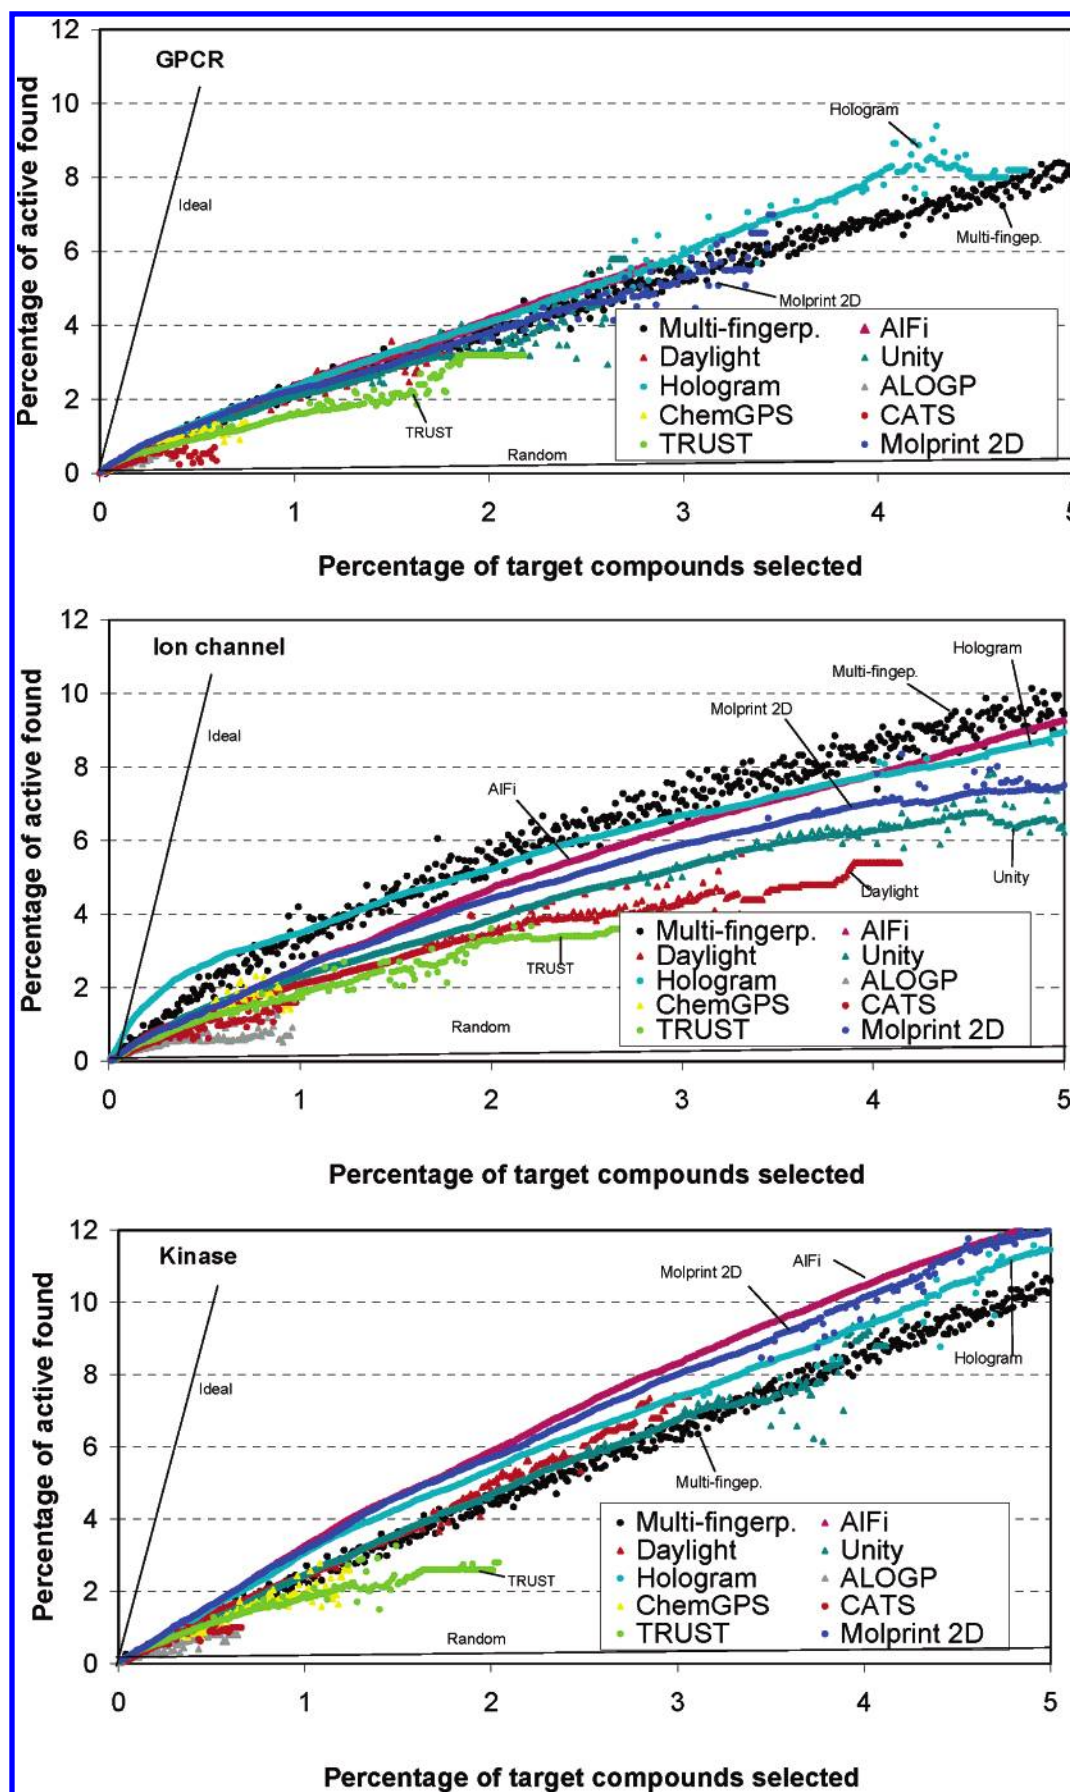 12
GPCR
10
Hologram
8
Ideal
6
Multi-fingep.
Molprint 2D
4
Multi-fingerp.
AIFi
Daylight
Unity
Hologram
ALOGP
2
ChemGPS
CATS
TRUST
TRUST
Molprint 2D
Random
0
0
1
2
3
4
5
Percentage of active found
Percentage of target compounds selected
12
Ion channel
Hologram
Multi-fingep.
10
Molprint 2D
Ideal
8
AIFi
6
Unity
Daylight
4
Multi-fingerp.
AIFi
Daylight
Unity
TRUST
Hologram
ALOGP
2
ChemGPS
CATS
Random
TRUST
Molprint 2D
0
0
1
2
3
4
5
Percentage of active found
Percentage of target compounds selected
12
Kinase
AIFi
Molprint 2D
10
Hologram
8
Ideal
6
Multi-fingep.
4
Multi-fingerp.
AIFi
Daylight
Unity
TRUST
Hologram
ALOGP
2
ChemGPS
CATS
Random
TRUST
Molprint 2D
0
0
1
2
3
4
5
Percentage of active found
Percentage of target compounds selected